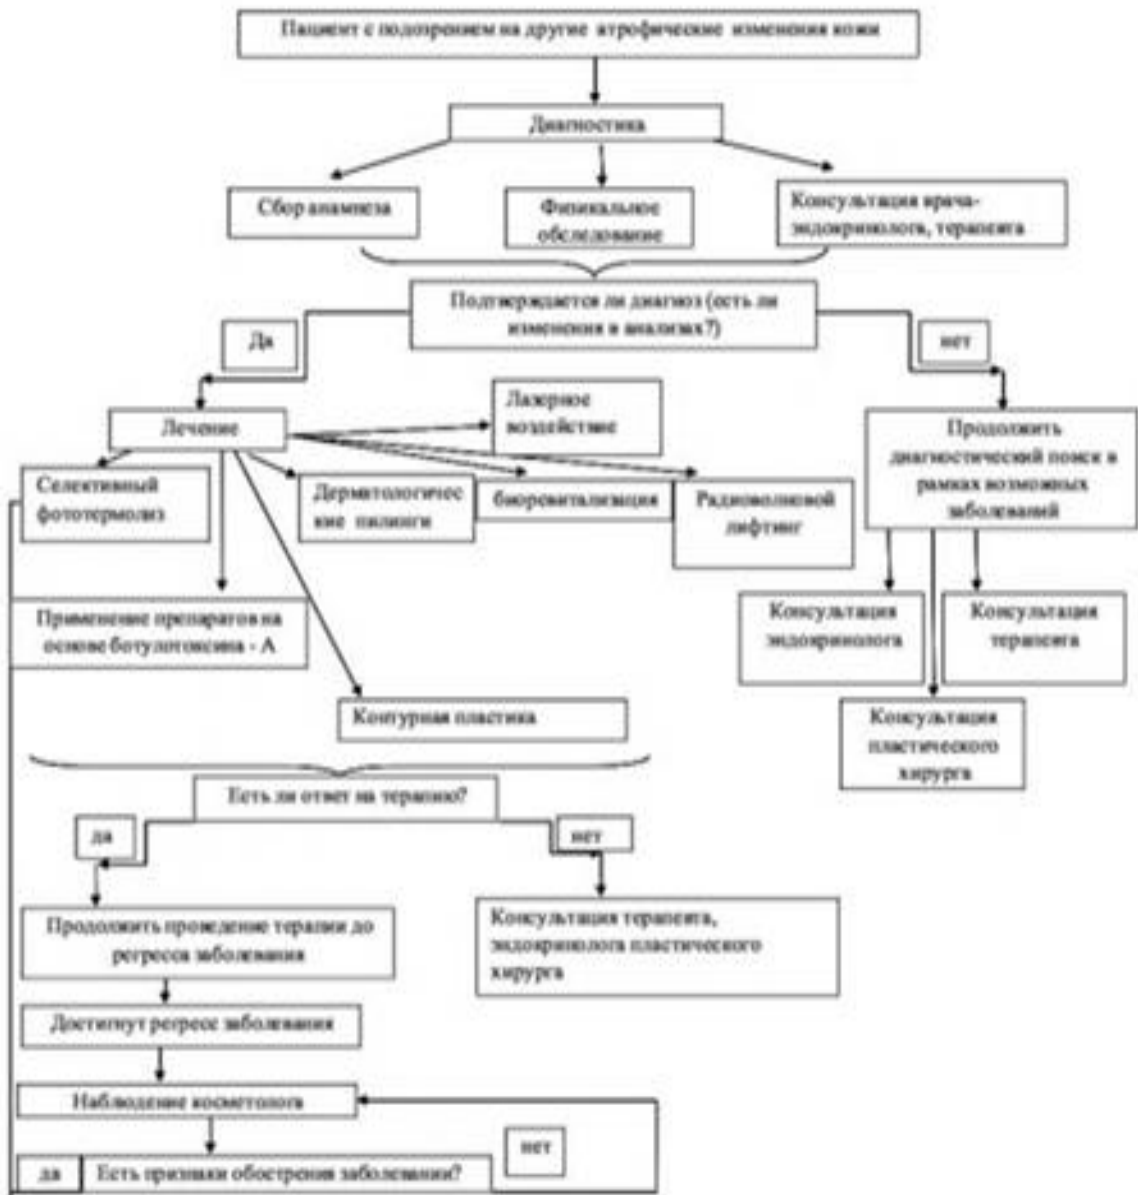 Пациент с подозрением на другие атрофические изменения кожи
Диагностика
Сбор анамнеза
Физикальное
обследование
Консультация врача-
эндокринолога, терапевта
Подтверждается ли диагноз (есть ли
изменения в анализах?)
Да
нет
Лечение
Лазерное
воздействие
Продолжить
диагностический поиск в
рамках возможных
заболеваний
Селективный
фототермолиз
Дерматологичес
кие пилинги
биоревитализация
Радиоволновой
лифтинг
Применение препаратов на
основе ботулотоксина - А
Консультация
эндокринолога
Консультация
терапевта
Контурная пластика
Консультация
пластического
хирурга
Есть ли ответ на терапию?
да
нет
Продолжить проведение терапии до
регресса заболевания
Консультация терапевта,
эндокринолога пластического
хирурга
Достигнут регресс заболевания
Наблюдение косметолога
нет
да
Есть признаки обострения заболевании?